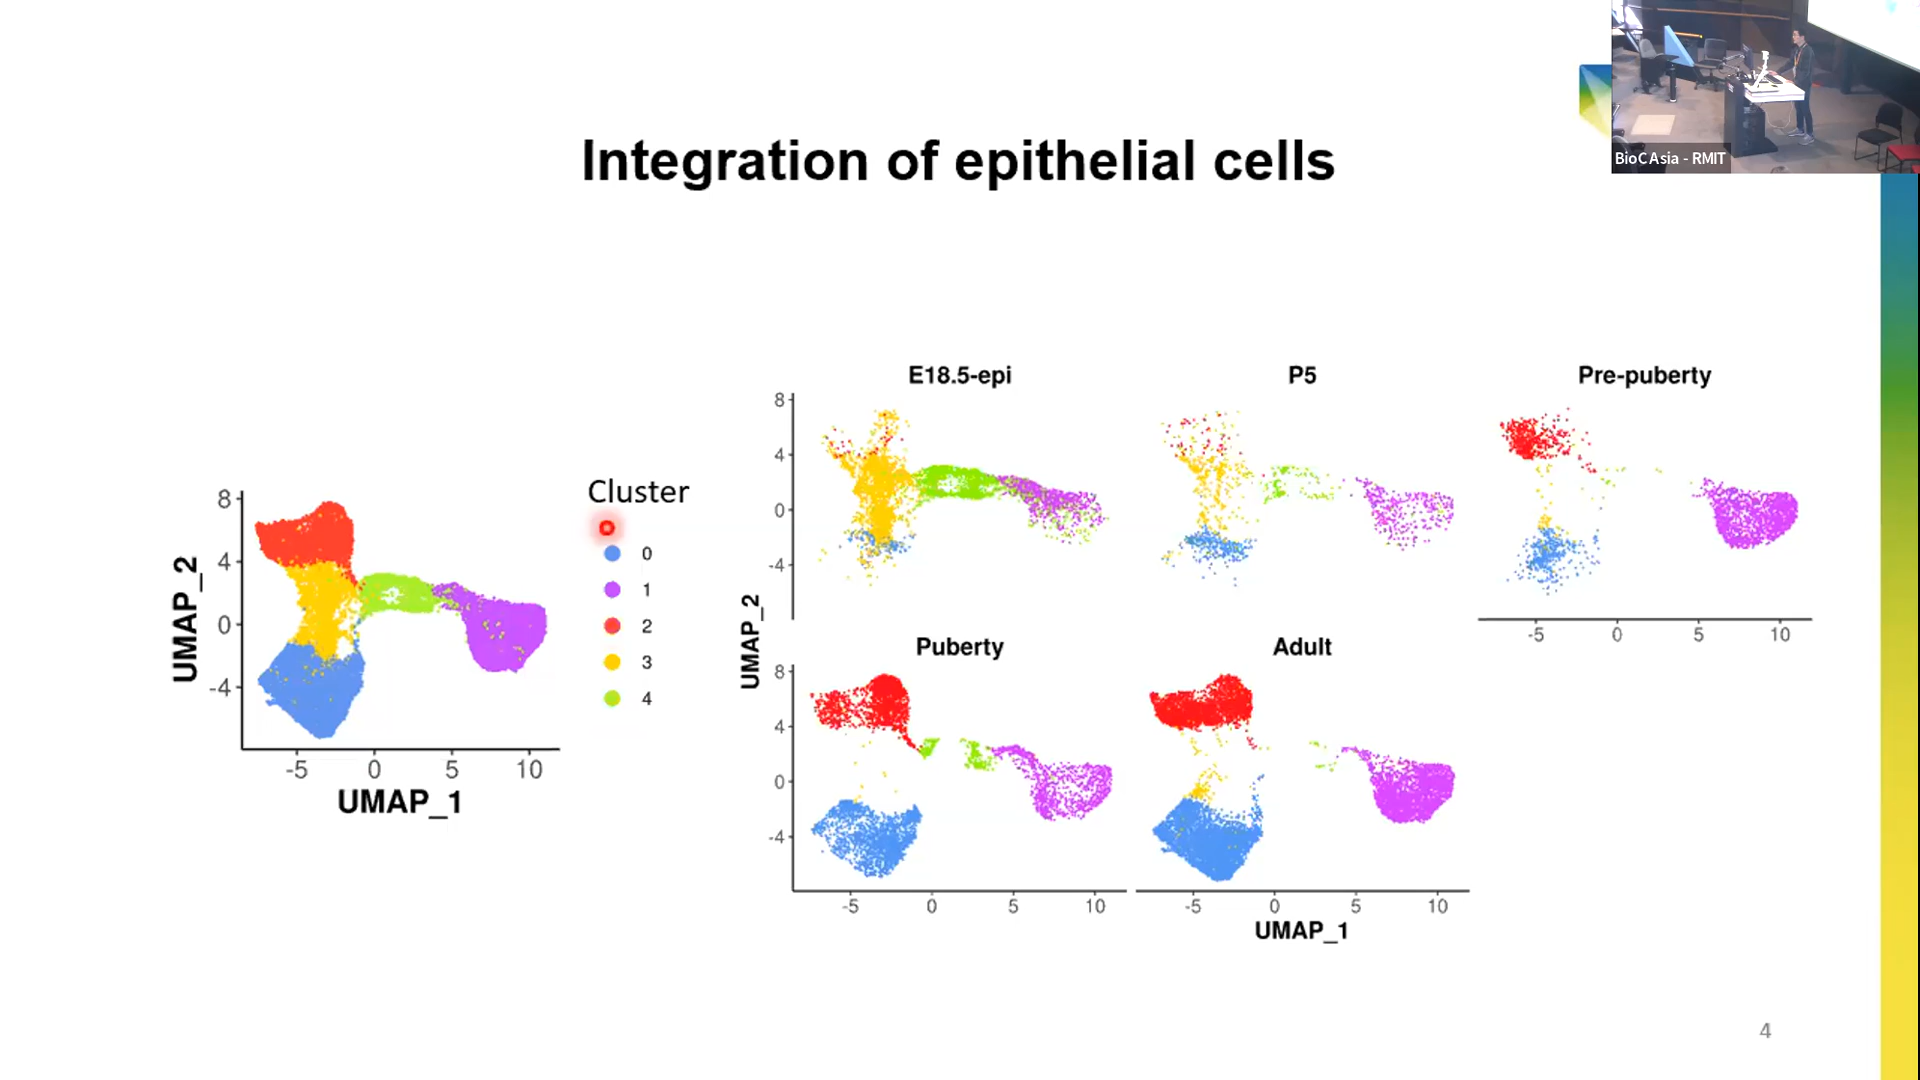 BioC Asia - RMIT
Integration of epithelial cells
Cluster
0
1
2
3
4
8
4
0
-4
UMAP_2
-5 0 5 10
UMAP_1
E18.5-epi P5 Pre-puberty
8
4
0
-4
-5 0 5 10
UMAP_2
Puberty Adult
8
4
0
-4
-5 0 5 10 -5 0 5 10
UMAP_1
4